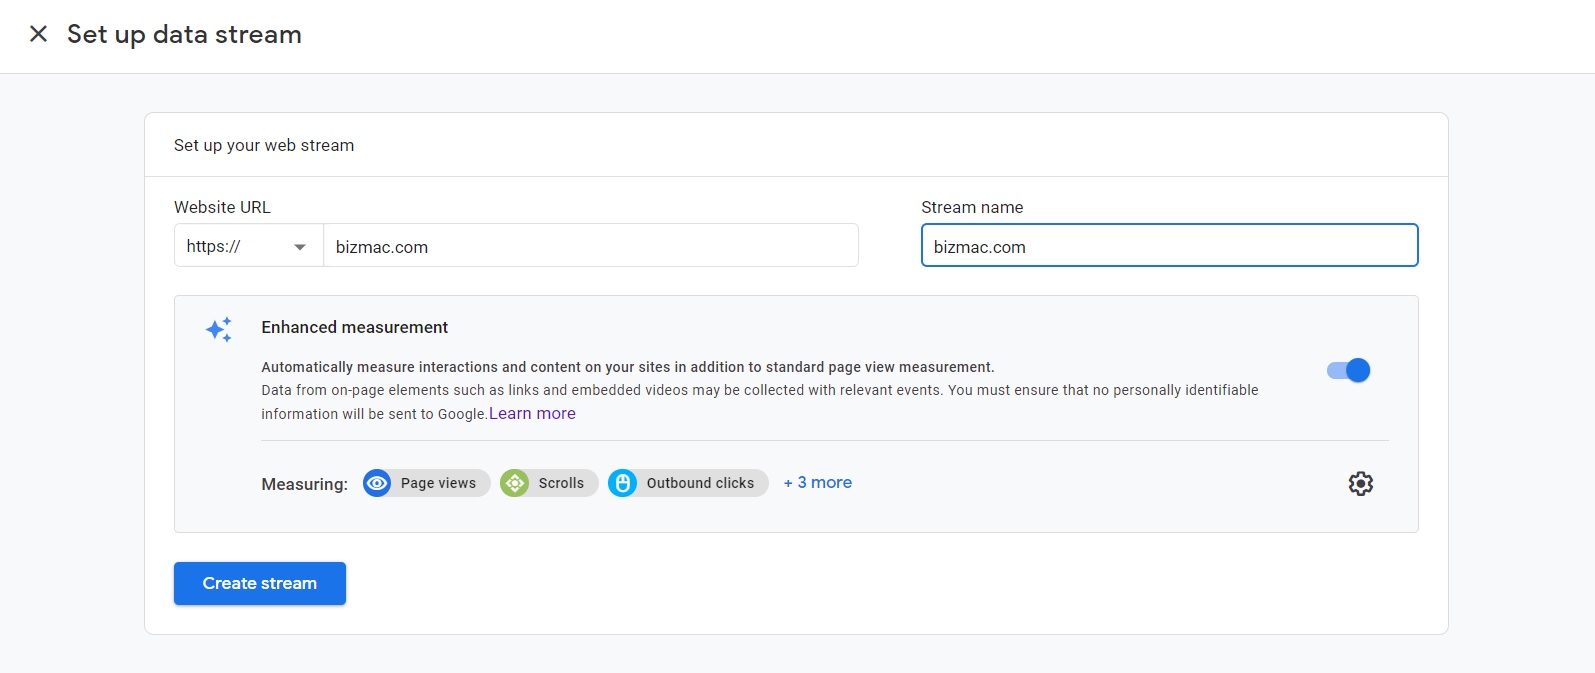 Set up data stream
Set up your web stream
Website URL
Stream name
https://
bizmac.com
bizmac.com
Enhanced measurement
Automatically measure interactions and content on your sites in addition to standard page view measurement.
Data from on-page elements such as links and embedded videos may be collected with relevant events. You must ensure that no personally identifiable
information will be sent to Google.Learn more
Measuring: Page views Scrolls Outbound clicks + 3 more
Create stream